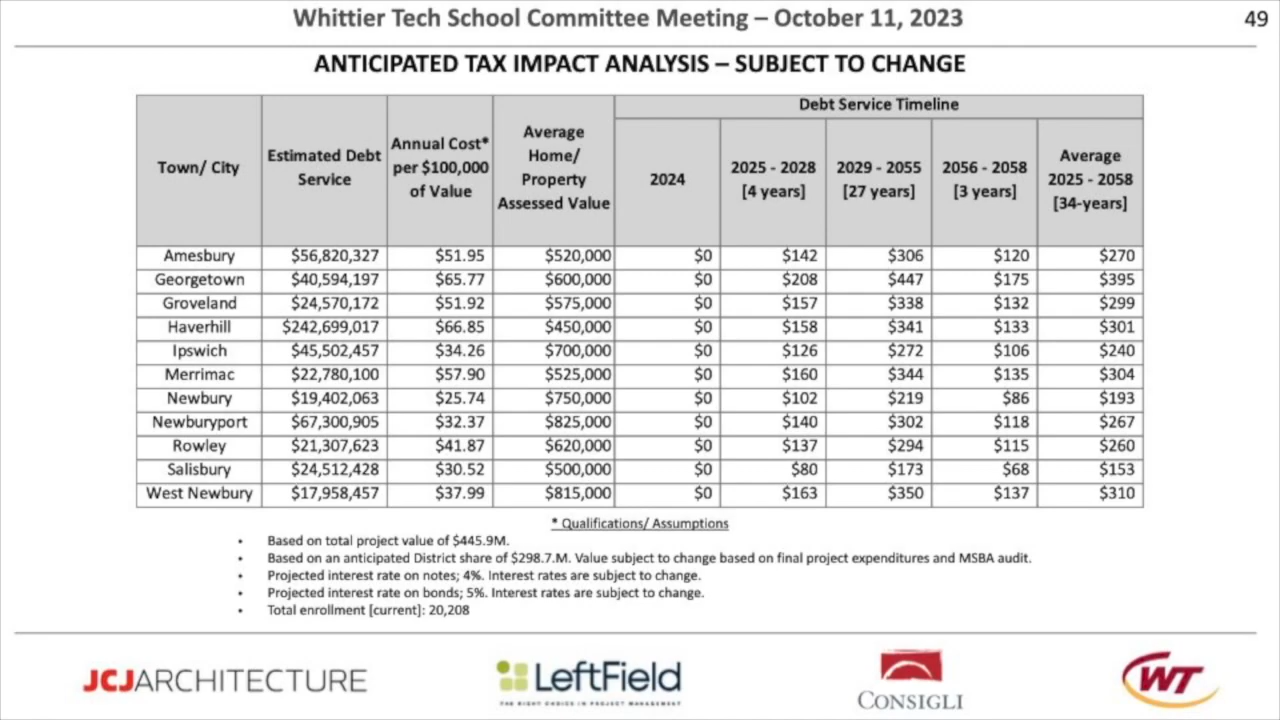 Whittier Tech School Committee Meeting – October 11, 2023
49
ANTICIPATED TAX IMPACT ANALYSIS – SUBJECT TO CHANGE
Town/ City | Estimated Debt Service | Annual Cost* per $100,000 of Value | Average Home/ Property Assessed Value | Debt Service Timeline
2024 | 2025 - 2028 [4 years] | 2029 - 2055 [27 years] | 2056 - 2058 [3 years] | Average 2025 - 2058 [34-years]
Amesbury $56,820,327 $51.95 $520,000 $0 $142 $306 $120 $270
Georgetown $40,594,197 $65.77 $600,000 $0 $208 $447 $175 $395
Groveland $24,570,172 $51.92 $575,000 $0 $157 $338 $132 $299
Haverhill $242,699,017 $66.85 $450,000 $0 $158 $341 $133 $301
Ipswich $45,502,457 $34.26 $700,000 $0 $126 $272 $106 $240
Merrimac $22,780,100 $57.90 $525,000 $0 $160 $344 $135 $304
Newbury $19,402,063 $25.74 $750,000 $0 $102 $219 $86 $193
Newburyport $67,300,905 $32.37 $825,000 $0 $140 $302 $118 $267
Rowley $21,307,623 $41.87 $620,000 $0 $137 $294 $115 $260
Salisbury $24,512,428 $30.52 $500,000 $0 $80 $173 $68 $153
West Newbury $17,958,457 $37.99 $815,000 $0 $163 $350 $137 $310
* Qualifications/ Assumptions
• Based on total project value of $445.9M.
• Based on an anticipated District share of $298.7.M. Value subject to change based on final project expenditures and MSBA audit.
• Projected interest rate on notes; 4%. Interest rates are subject to change.
• Projected interest rate on bonds; 5%. Interest rates are subject to change.
• Total enrollment [current]: 20,208
JCJARCHITECTURE
LeftField
THE RIGHT CHOICE IN PROJECT MANAGEMENT
CONSIGLI
WT